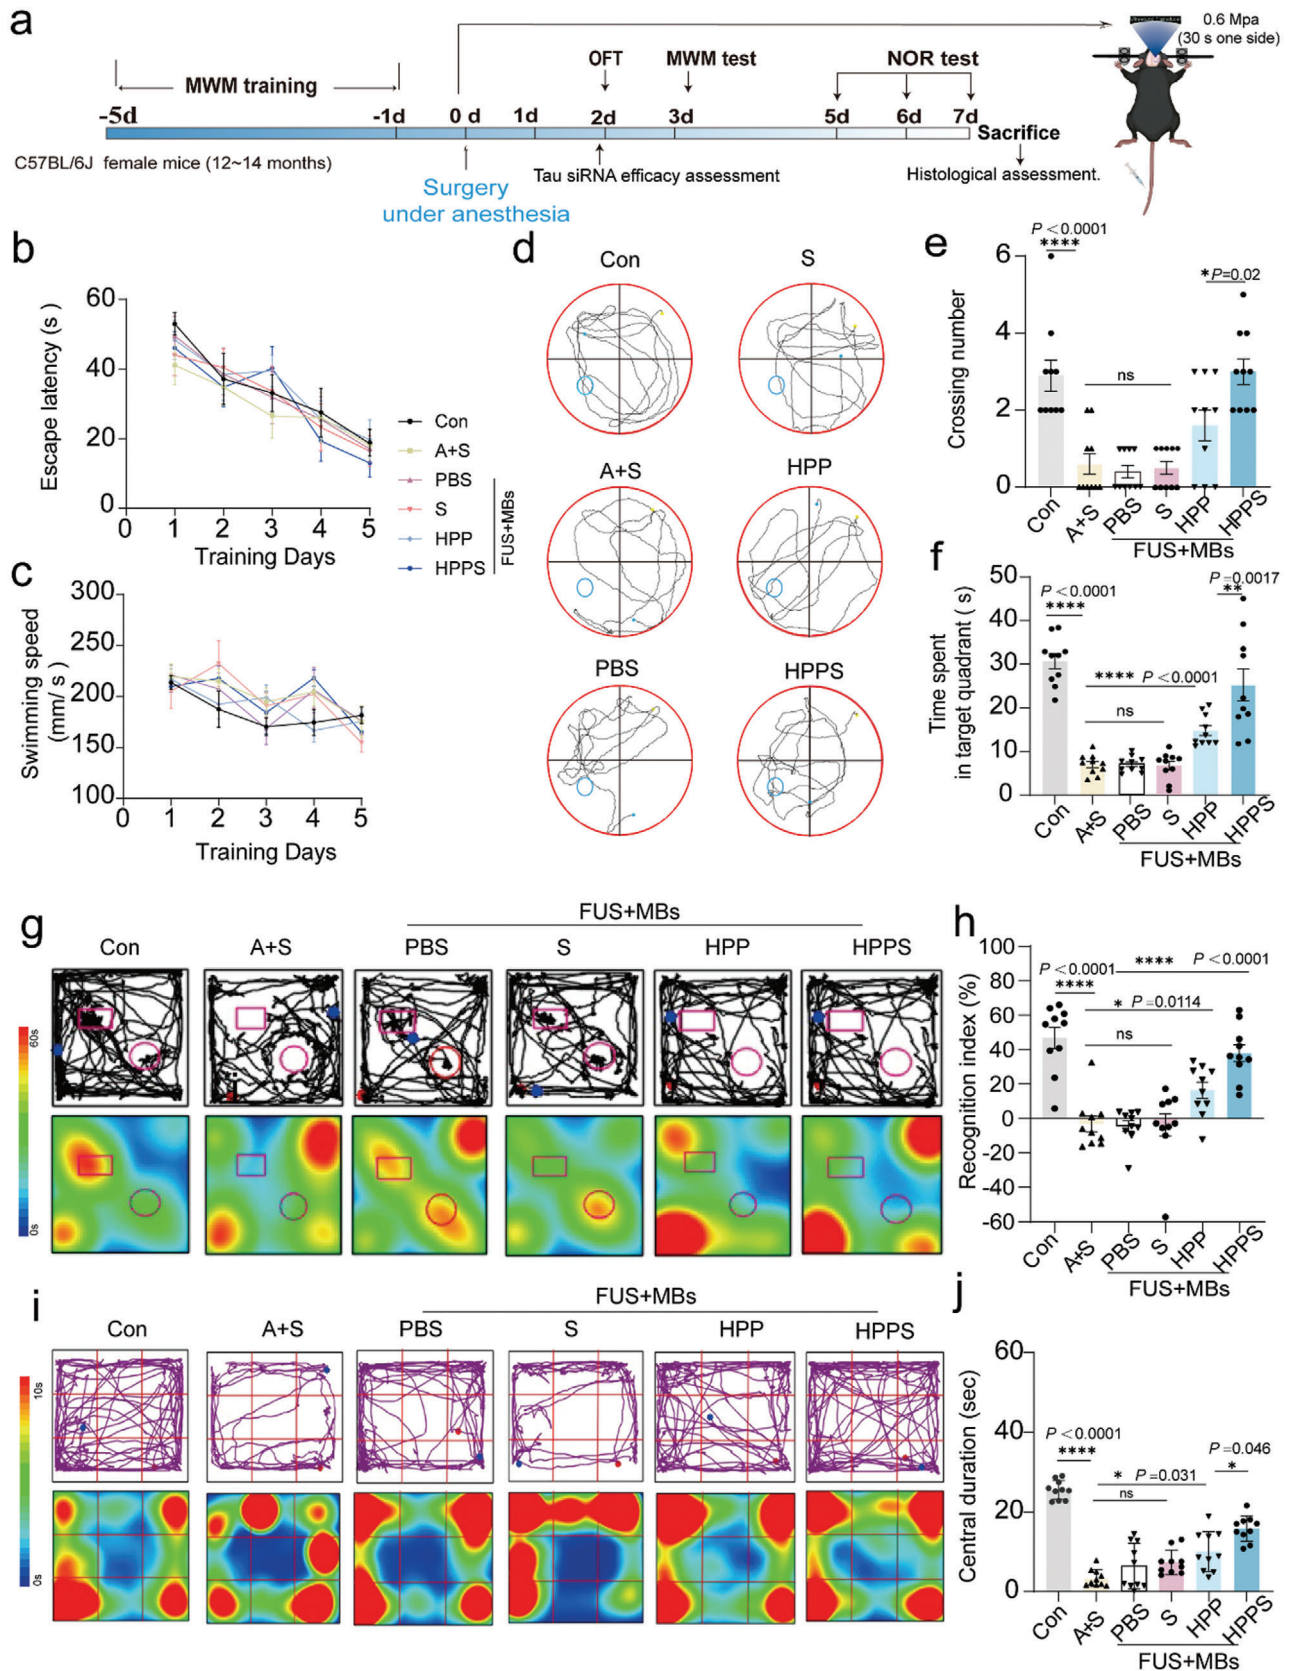 a
0.6 Mpa
(30 s one side)
OFT
MWM test
NOR test
MWM training
-5d
-1d
0 d
1d
2d
3d
5d
6d
7d
Sacrifice
C57BL/6J female mice (12~14 months)
Tau siRNA efficacy assessment
Histological assessment.
Surgery
under anesthesia
b
Escape latency (s)
60
40
20
0
0 1 2 3 4 5
Training Days
Con
A+S
PBS
S
HPP
HPPS
FUS+MBs
c
Swimming speed
(mm/s)
300
250
200
150
100
0 1 2 3 4 5
Training Days
d
Con
S
A+S
HPP
PBS
HPPS
e
P<0.0001
****
* P=0.02
ns
Crossing number
6
4
2
0
Con A+S PBS S HPP HPPS
FUS+MBs
f
P=0.0017
**
P<0.0001
****
**** P<0.0001
ns
Time spent
in target quadrant (s)
50
40
30
20
10
0
Con A+S PBS S HPP HPPS
FUS+MBs
g
FUS+MBs
Con A+S PBS S HPP HPPS
60s
0s
h
**** P<0.0001
P<0.0001
****
* P=0.0114
ns
Recognition index (%)
100
80
60
40
20
0
-20
-40
-60
Con A+S PBS S HPP HPPS
FUS+MBs
i
FUS+MBs
Con A+S PBS S HPP HPPS
10s
0s
j
P<0.0001
****
P=0.046
*
* P=0.031
ns
Central duration (sec)
60
40
20
0
Con A+S PBS S HPP HPPS
FUS+MBs